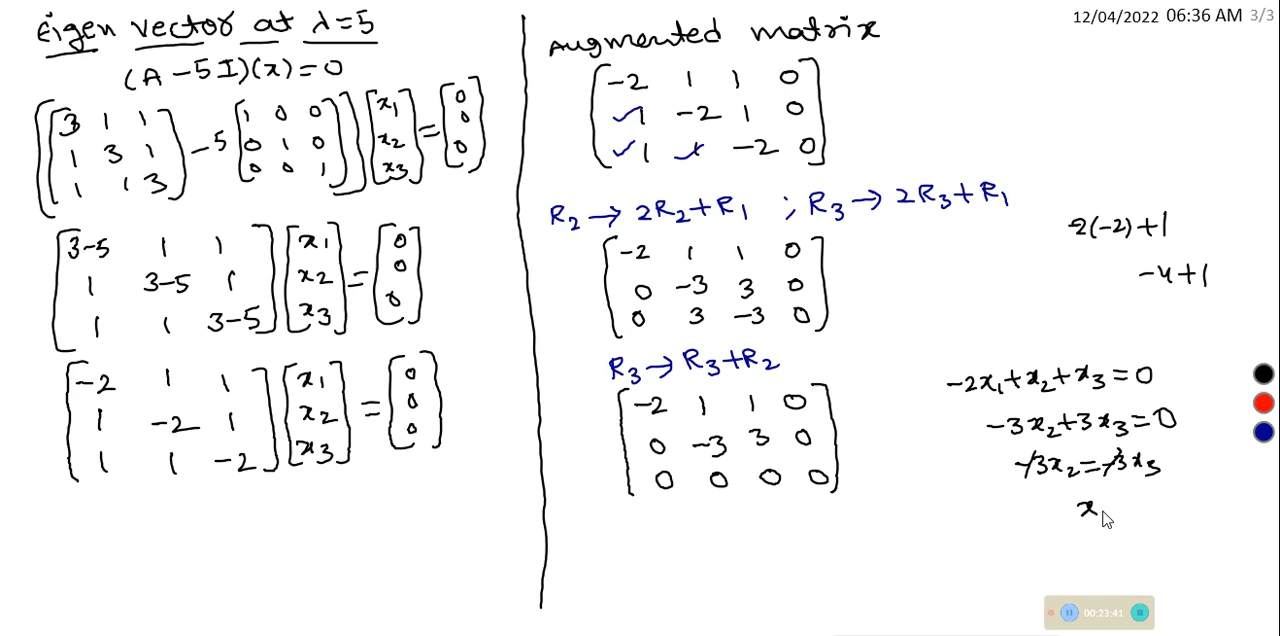 Eigen vector at λ=5
(A-5I)(x)=0
[[3 1 1; 1 3 1; 1 1 3] -5 [1 0 0; 0 1 0; 0 0 1]] [x1; x2; x3] = [0; 0; 0]
[3-5 1 1; 1 3-5 1; 1 1 3-5] [x1; x2; x3] = [0; 0; 0]
[-2 1 1; 1 -2 1; 1 1 -2] [x1; x2; x3] = [0; 0; 0]
Augmented matrix
-2 1 1 0
1 -2 1 0
1 1 -2 0
R2 → 2R2+R1 ; R3 → 2R3+R1
-2 1 1 0
0 -3 3 0
0 3 -3 0
R3 → R3+R2
-2 1 1 0
0 -3 3 0
0 0 0 0
12/04/2022 06:36 AM 3/3
2(-2)+1
-4+1
-2x1+x2+x3=0
-3x2+3x3=0
-3x2=-3x3
x
00:23:41